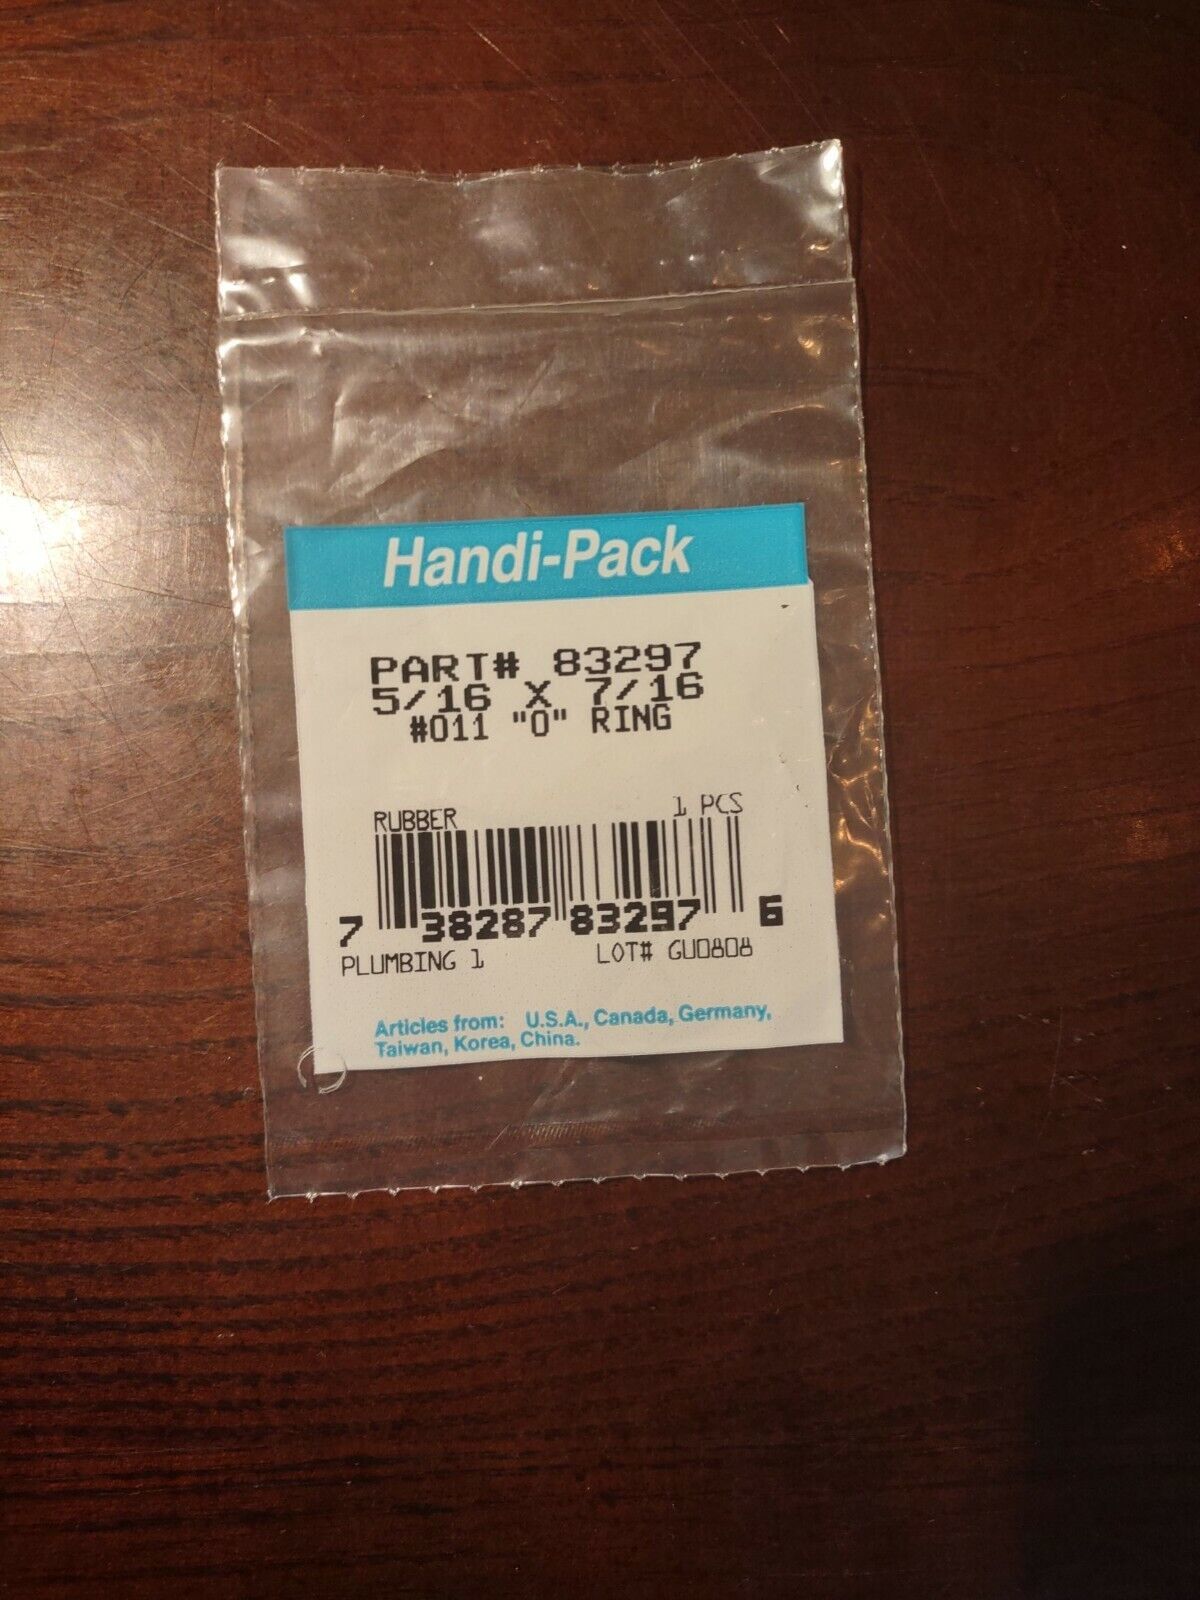 Handi-Pack
PART# 83297
5/16 X 7/16
#011 "O" RING
RUBBER 1 PCS
7 38287 83297 6
PLUMBING 1 LOT# GU0808
Articles from: U.S.A., Canada, Germany,
Taiwan, Korea, China.